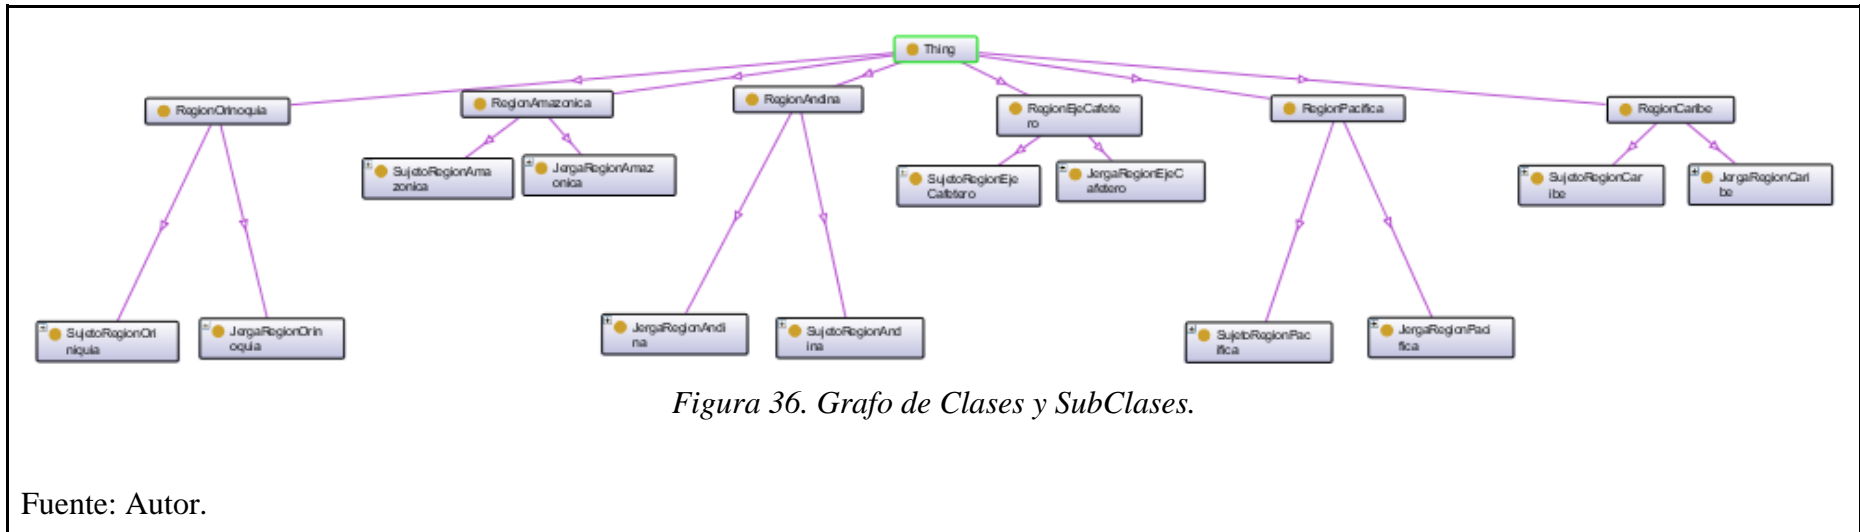 Thing
RegionOrinoquia
RegionAmazonica
RegionAndina
RegionEjeCafete
ro
RegionPacifica
RegionCaribe
SujetoRegionAma
zonica
JergaRegionAmaz
onica
SujetoRegionEje
Cafetero
JergaRegionEjeC
afetero
SujetoRegionCar
ibe
JergaRegionCari
be
SujetoRegionOri
niquia
JergaRegionOrin
oquia
JergaRegionAndi
na
SujetoRegionAnd
ina
SujetoRegionPac
ifica
JergaRegionPaci
fica
Figura 36. Grafo de Clases y SubClases.
Fuente: Autor.